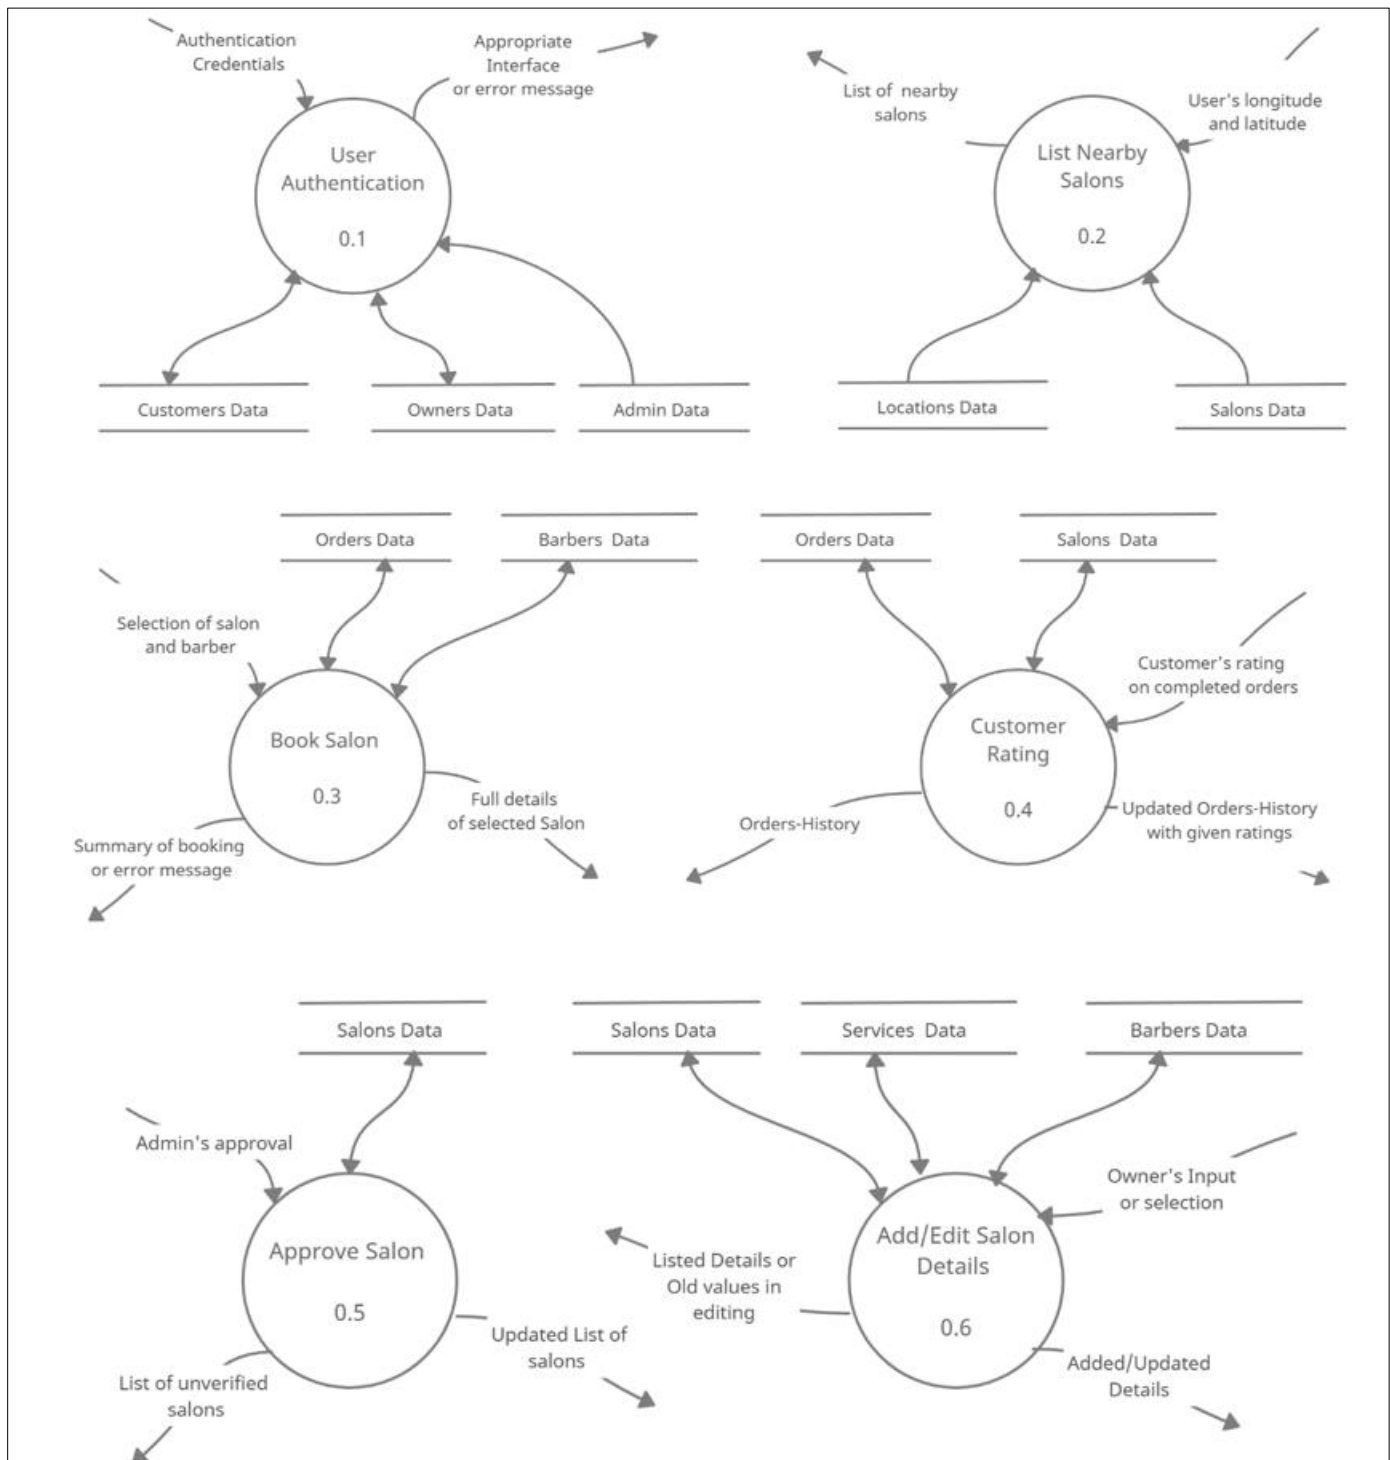 Authentication
Credentials
Appropriate
Interface
or error message
User
Authentication
0.1
Customers Data
Owners Data
Admin Data
List of nearby
salons
User's longitude
and latitude
List Nearby
Salons
0.2
Locations Data
Salons Data
Orders Data
Barbers Data
Selection of salon
and barber
Book Salon
0.3
Full details
of selected Salon
Summary of booking
or error message
Orders Data
Salons Data
Customer's rating
on completed orders
Customer
Rating
0.4
Orders-History
Updated Orders-History
with given ratings
Salons Data
Admin's approval
Approve Salon
0.5
Updated List of
salons
List of unverified
salons
Salons Data
Services Data
Barbers Data
Owner's Input
or selection
Add/Edit Salon
Details
0.6
Listed Details or
Old values in
editing
Added/Updated
Details